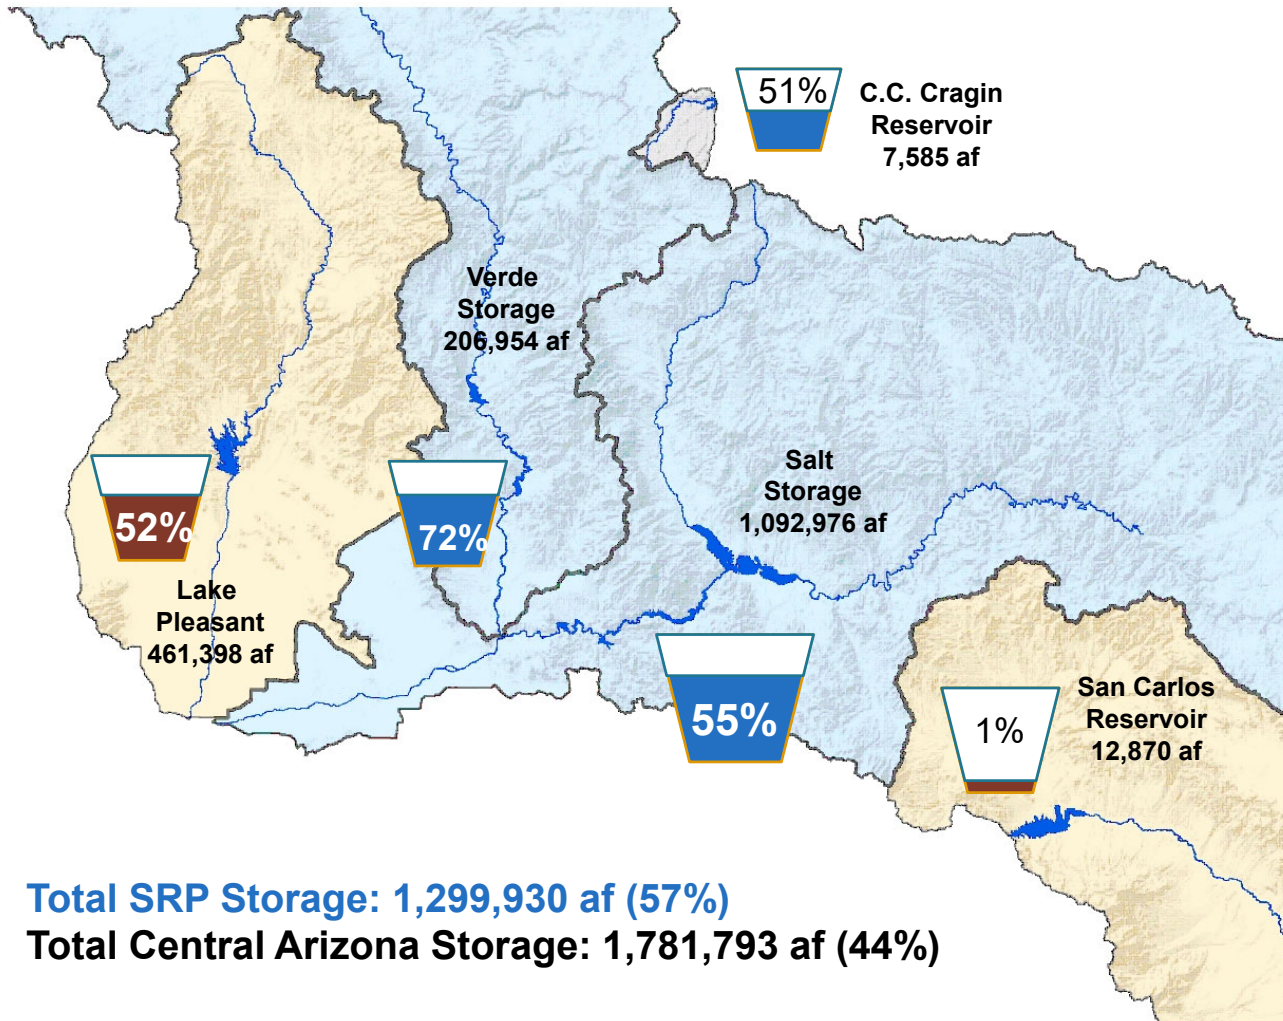 51%
C.C. Cragin
Reservoir
7,585 af
Verde
Storage
206,954 af
Salt
Storage
1,092,976 af
52%
72%
Lake
Pleasant
461,398 af
55%
San Carlos
Reservoir
12,870 af
1%
Total SRP Storage: 1,299,930 af (57%)
Total Central Arizona Storage: 1,781,793 af (44%)